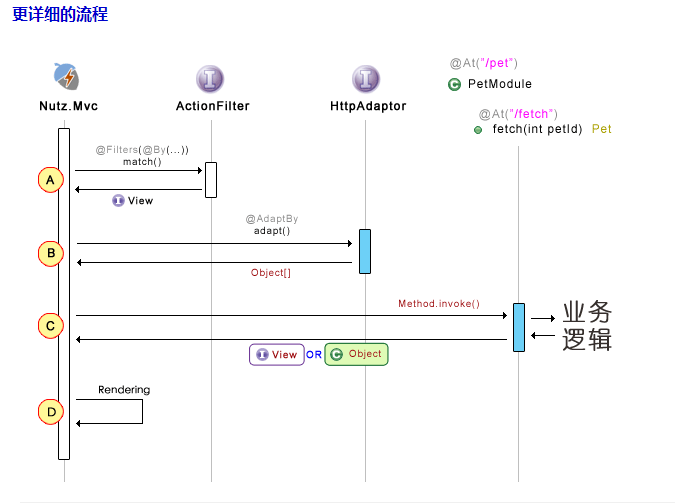 更详细的流程
@At("/pet")
PetModule
Nutz.Mvc
ActionFilter
HttpAdaptor
@At("/fetch")
fetch(int petId) Pet
@Filters(@By(...))
match()
A
View
@AdaptBy
adapt()
B
Object[]
Method.invoke()
C
业务
逻辑
View OR Object
Rendering
D